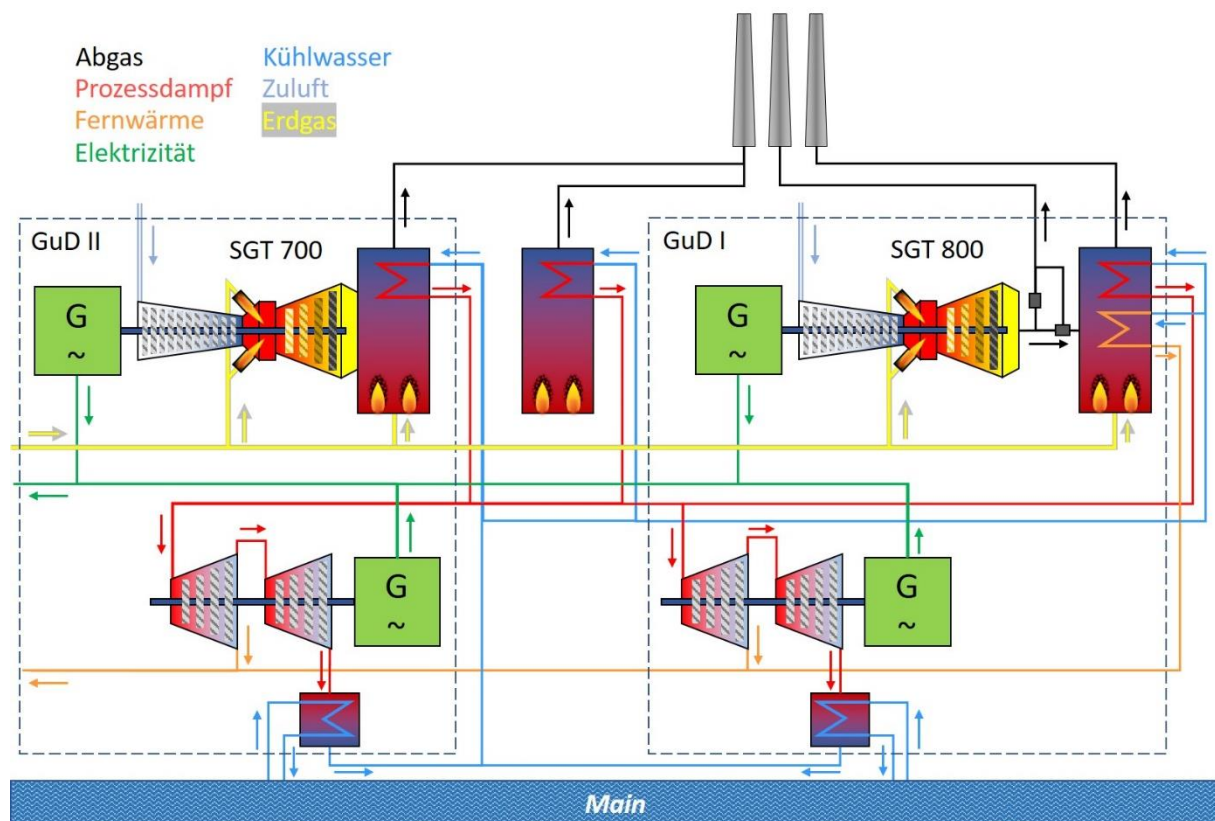 Abgas
Prozessdampf
Fernwärme
Elektrizität
Kühlwasser
Zuluft
Erdgas
GuD II
SGT 700
G
~
GuD I
SGT 800
G
~
G
~
G
~
Main